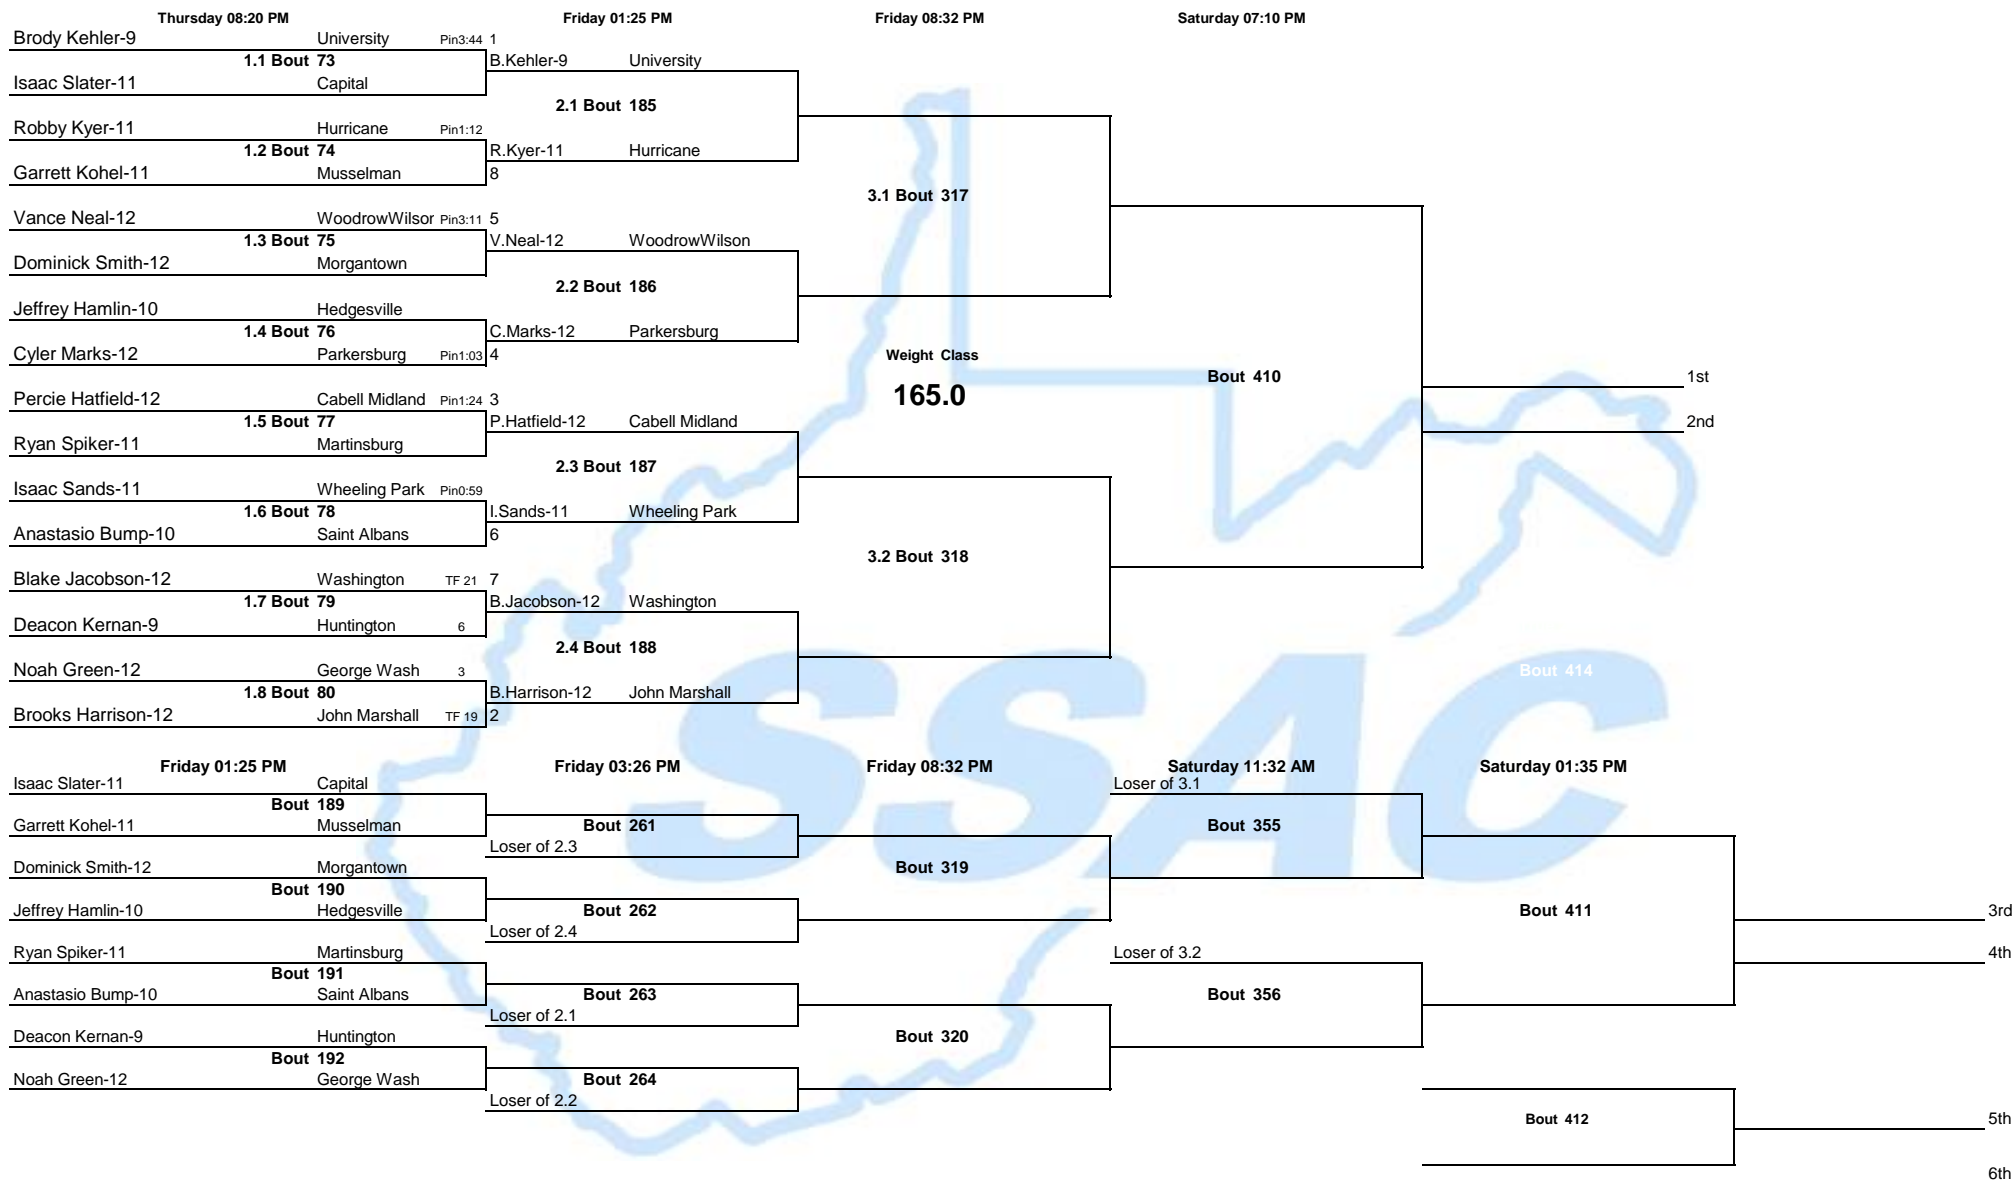 Thursday 08:20 PM Friday 01:25 PM Friday 08:32 PM Saturday 07:10 PM
Brody Kehler-9 University Pin3:44 1
1.1 Bout 73 B.Kehler-9 University
Isaac Slater-11 Capital
2.1 Bout 185
Robby Kyer-11 Hurricane Pin1:12
1.2 Bout 74 R.Kyer-11 Hurricane
Garrett Kohel-11 Musselman 8
3.1 Bout 317
Vance Neal-12 WoodrowWilsor Pin3:11 5
1.3 Bout 75 V.Neal-12 WoodrowWilson
Dominick Smith-12 Morgantown
2.2 Bout 186
Jeffrey Hamlin-10 Hedgesville
1.4 Bout 76 C.Marks-12 Parkersburg
Cyler Marks-12 Parkersburg Pin1:03 4 Weight Class
Bout 410 1st
165.0
Percie Hatfield-12 Cabell Midland Pin1:24 3
1.5 Bout 77 P.Hatfield-12 Cabell Midland 2nd
Ryan Spiker-11 Martinsburg
2.3 Bout 187
Isaac Sands-11 Wheeling Park Pin0:59
1.6 Bout 78 I.Sands-11 Wheeling Park
Anastasio Bump-10 Saint Albans 6
3.2 Bout 318
Blake Jacobson-12 Washington TF 21 7
1.7 Bout 79 B.Jacobson-12 Washington
Deacon Kernan-9 Huntington 6
2.4 Bout 188
Noah Green-12 George Wash 3 Bout 414
1.8 Bout 80 B.Harrison-12 John Marshall
Brooks Harrison-12 John Marshall TF 19 2
SSAC
Friday 01:25 PM Friday 03:26 PM Friday 08:32 PM Saturday 11:32 AM Saturday 01:35 PM
Isaac Slater-11 Capital Loser of 3.1
Bout 189
Garrett Kohel-11 Musselman Bout 261 Bout 355
Loser of 2.3
Dominick Smith-12 Morgantown Bout 319
Bout 190
Jeffrey Hamlin-10 Hedgesville Bout 262 Bout 411 3rd
Loser of 2.4
Ryan Spiker-11 Martinsburg Loser of 3.2 4th
Bout 191
Anastasio Bump-10 Saint Albans Bout 263 Bout 356
Loser of 2.1
Deacon Kernan-9 Huntington Bout 320
Bout 192
Noah Green-12 George Wash Bout 264
Loser of 2.2
Bout 412 5th
6th